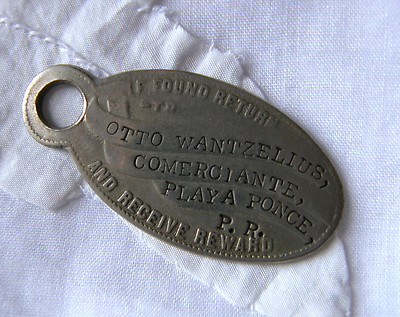 IF FOUND RETURN
TO
OTTO WANTZELIUS,
COMERCIANTE,
PLAYA PONCE,
P. R.
AND RECEIVE REWARD